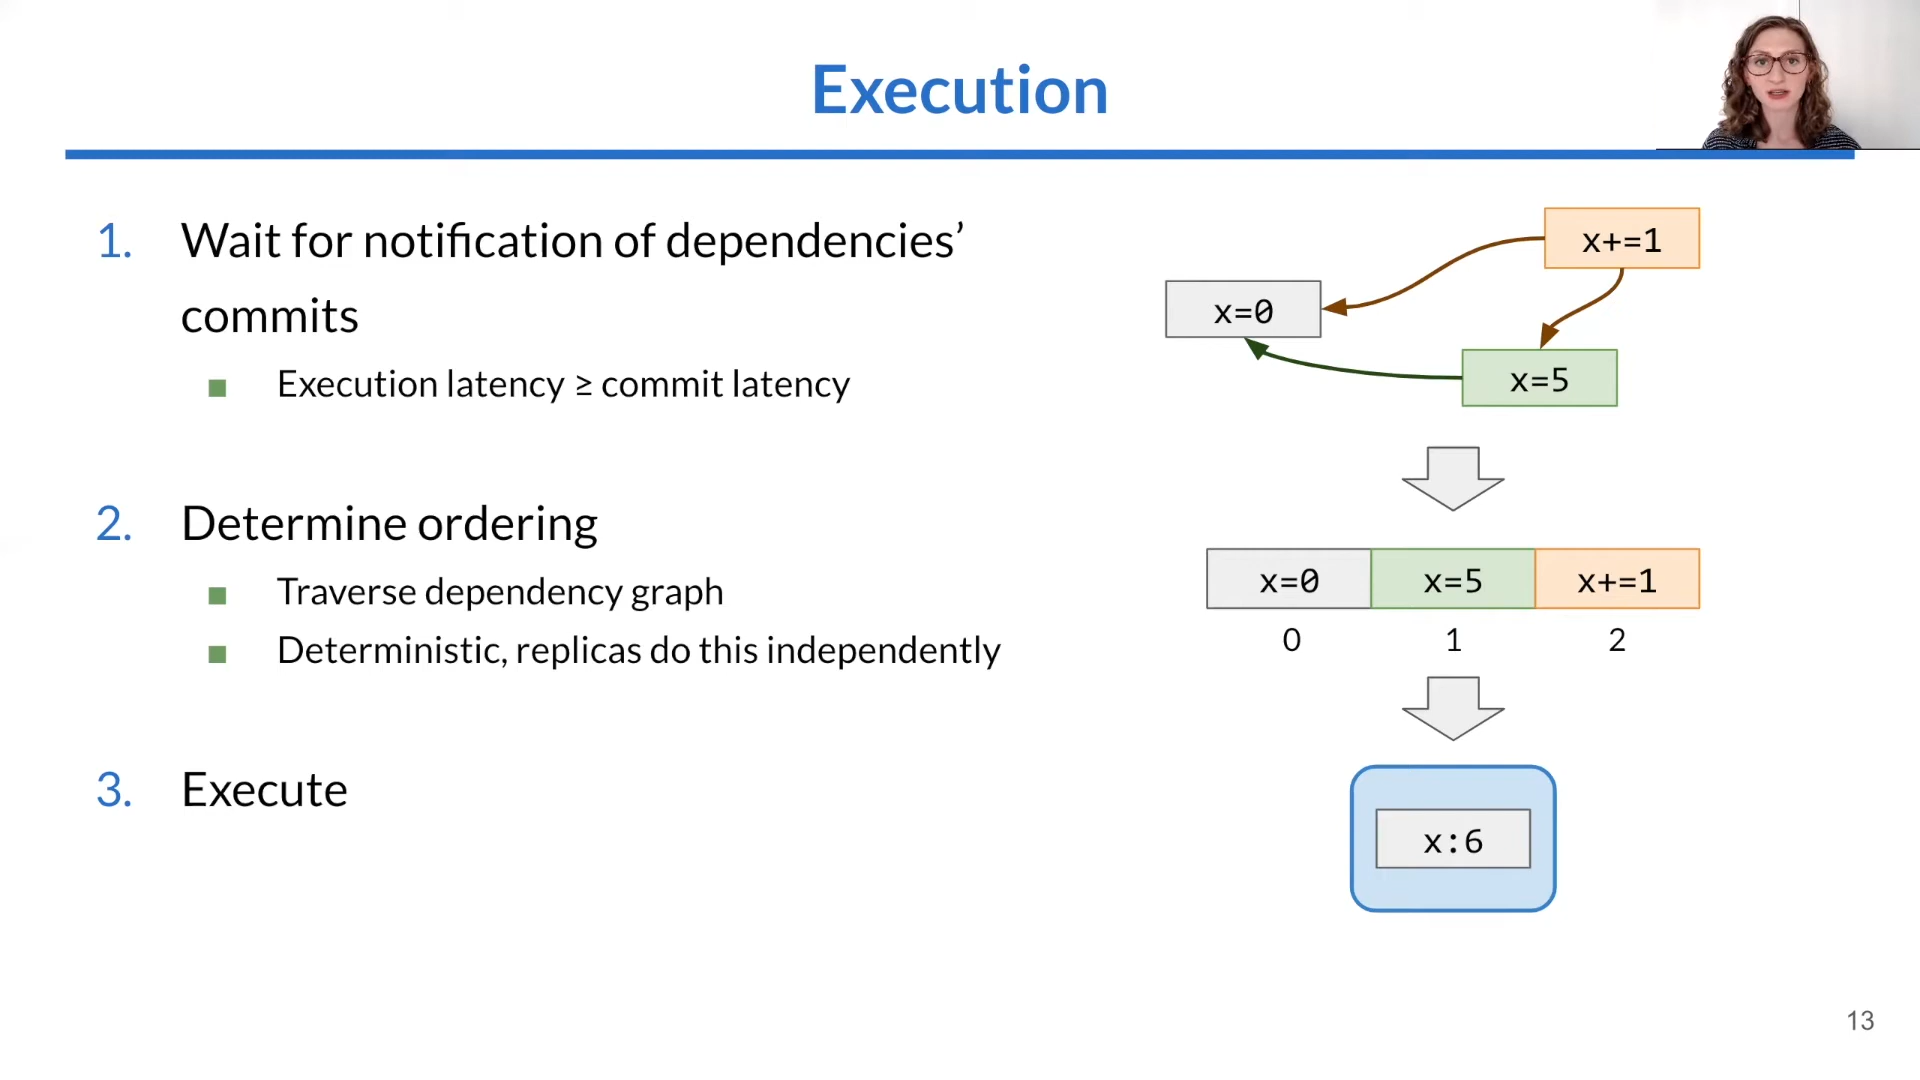 Execution
1. Wait for notification of dependencies’
commits
■ Execution latency ≥ commit latency
2. Determine ordering
■ Traverse dependency graph
■ Deterministic, replicas do this independently
3. Execute
x+=1
x=0
x=5
x=0 x=5 x+=1
0 1 2
x:6
13